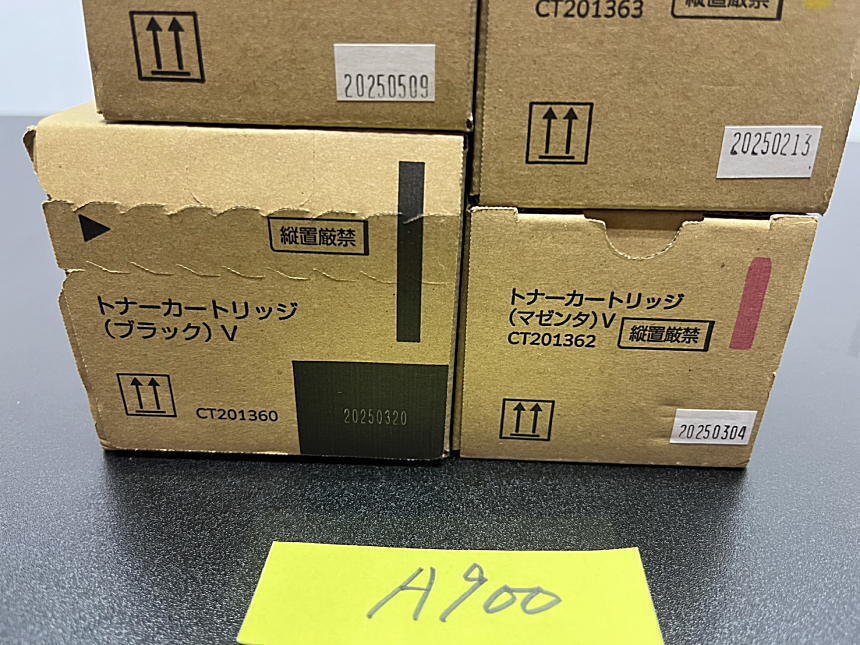 CT201363
縦置厳禁
20250509
20250213
縦置厳禁
トナーカートリッジ
(ブラック) V
CT201360
20250320
トナーカートリッジ
(マゼンタ) V
縦置厳禁
CT201362
20250304
A900